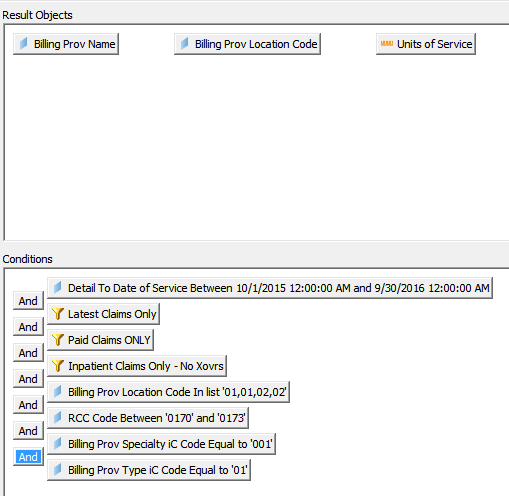 Result Objects
Billing Prov Name Billing Prov Location Code Units of Service
Conditions
Detail To Date of Service Between 10/1/2015 12:00:00 AM and 9/30/2016 12:00:00 AM
And
Latest Claims Only
And
Paid Claims ONLY
And
Inpatient Claims Only - No Xovrs
And
Billing Prov Location Code In list '01,01,02,02'
And
RCC Code Between '0170' and '0173'
And
Billing Prov Specialty iC Code Equal to '001'
And
Billing Prov Type iC Code Equal to '01'